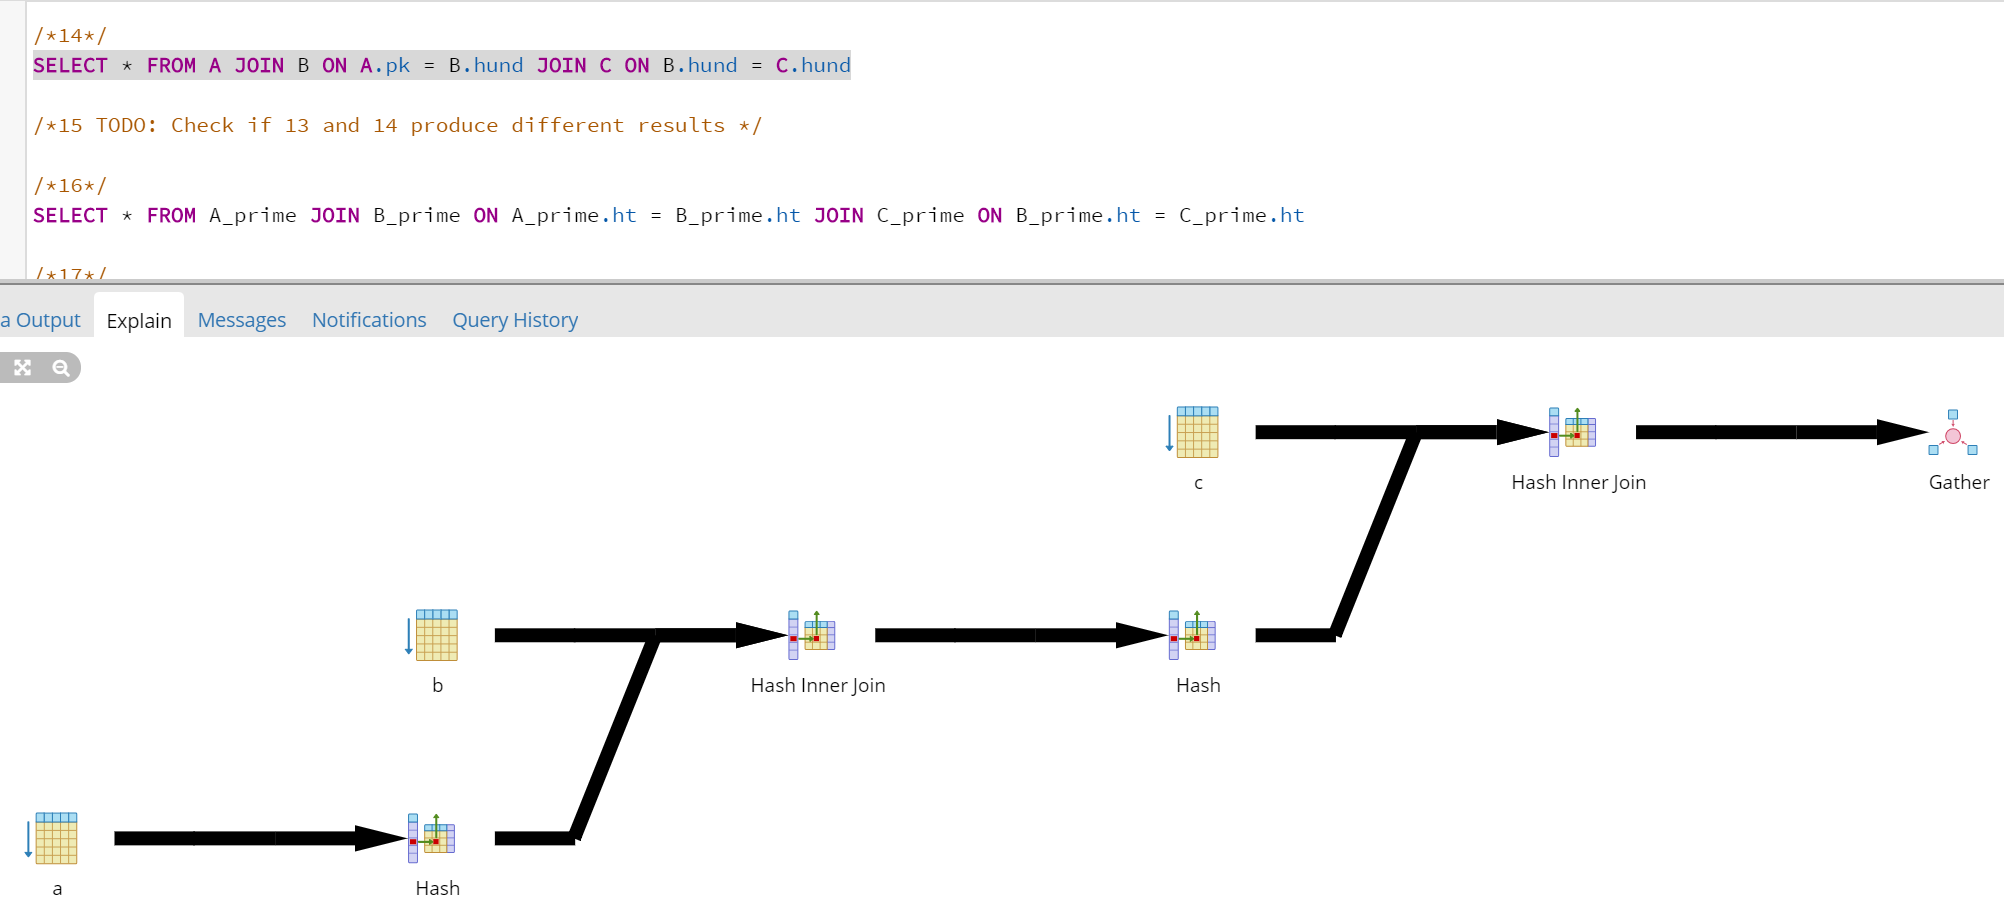 /*14*/
SELECT * FROM A JOIN B ON A.pk = B.hund JOIN C ON B.hund = C.hund
/*15 TODO: Check if 13 and 14 produce different results */
/*16*/
SELECT * FROM A_prime JOIN B_prime ON A_prime.ht = B_prime.ht JOIN C_prime ON B_prime.ht = C_prime.ht
/*17*/
a Output Explain Messages Notifications Query History
c
Hash Inner Join
Gather
b
Hash Inner Join
Hash
a
Hash